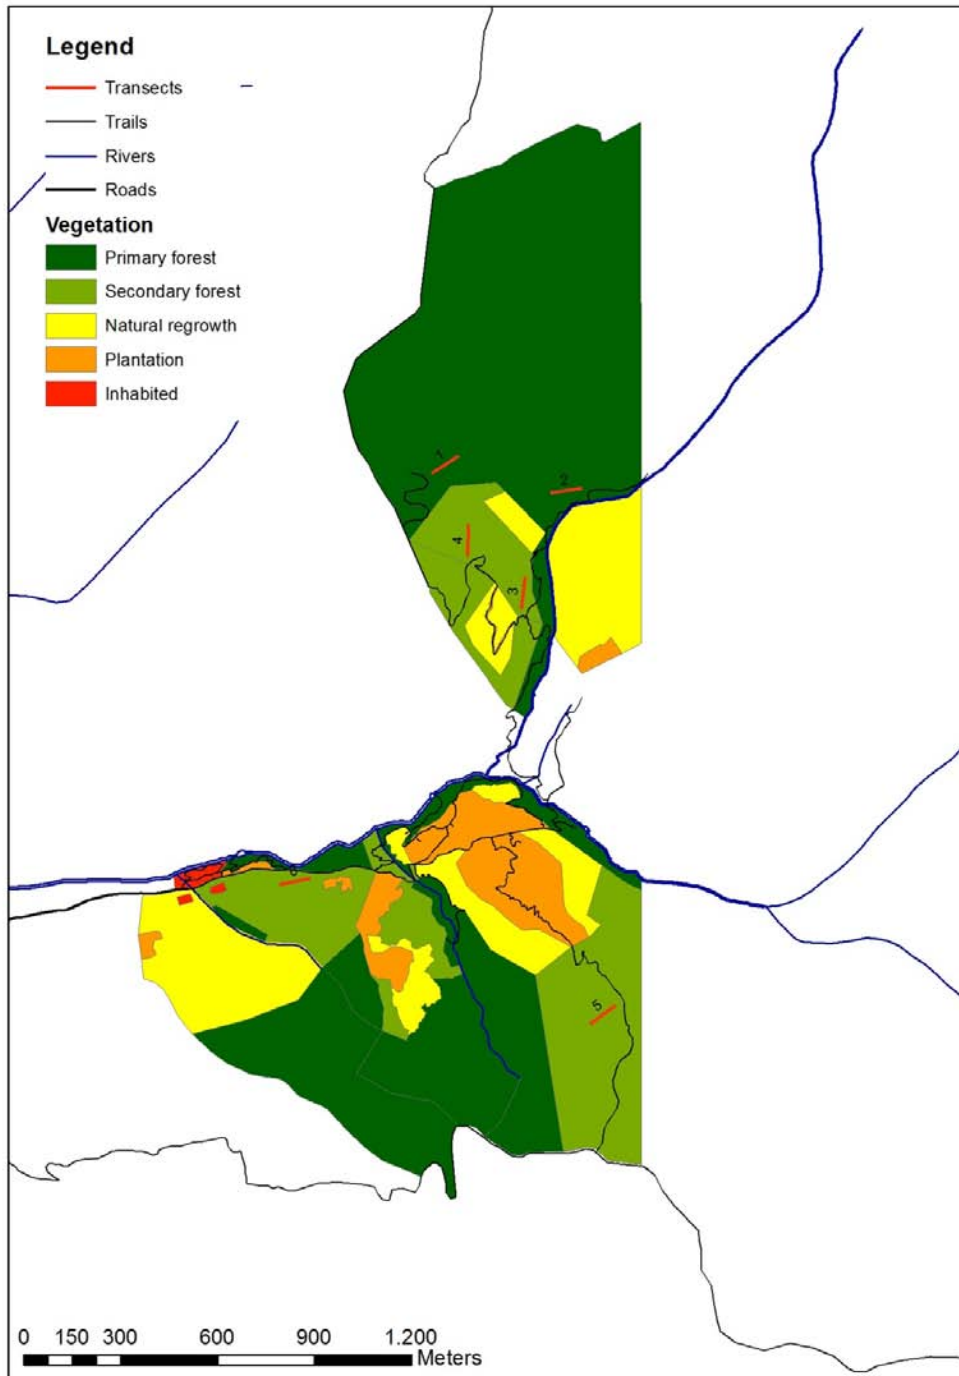 Legend
Transects
Trails
Rivers
Roads
Vegetation
Primary forest
Secondary forest
Natural regrowth
Plantation
Inhabited
1
2
4
3
5
0 150 300 600 900 1.200
Meters